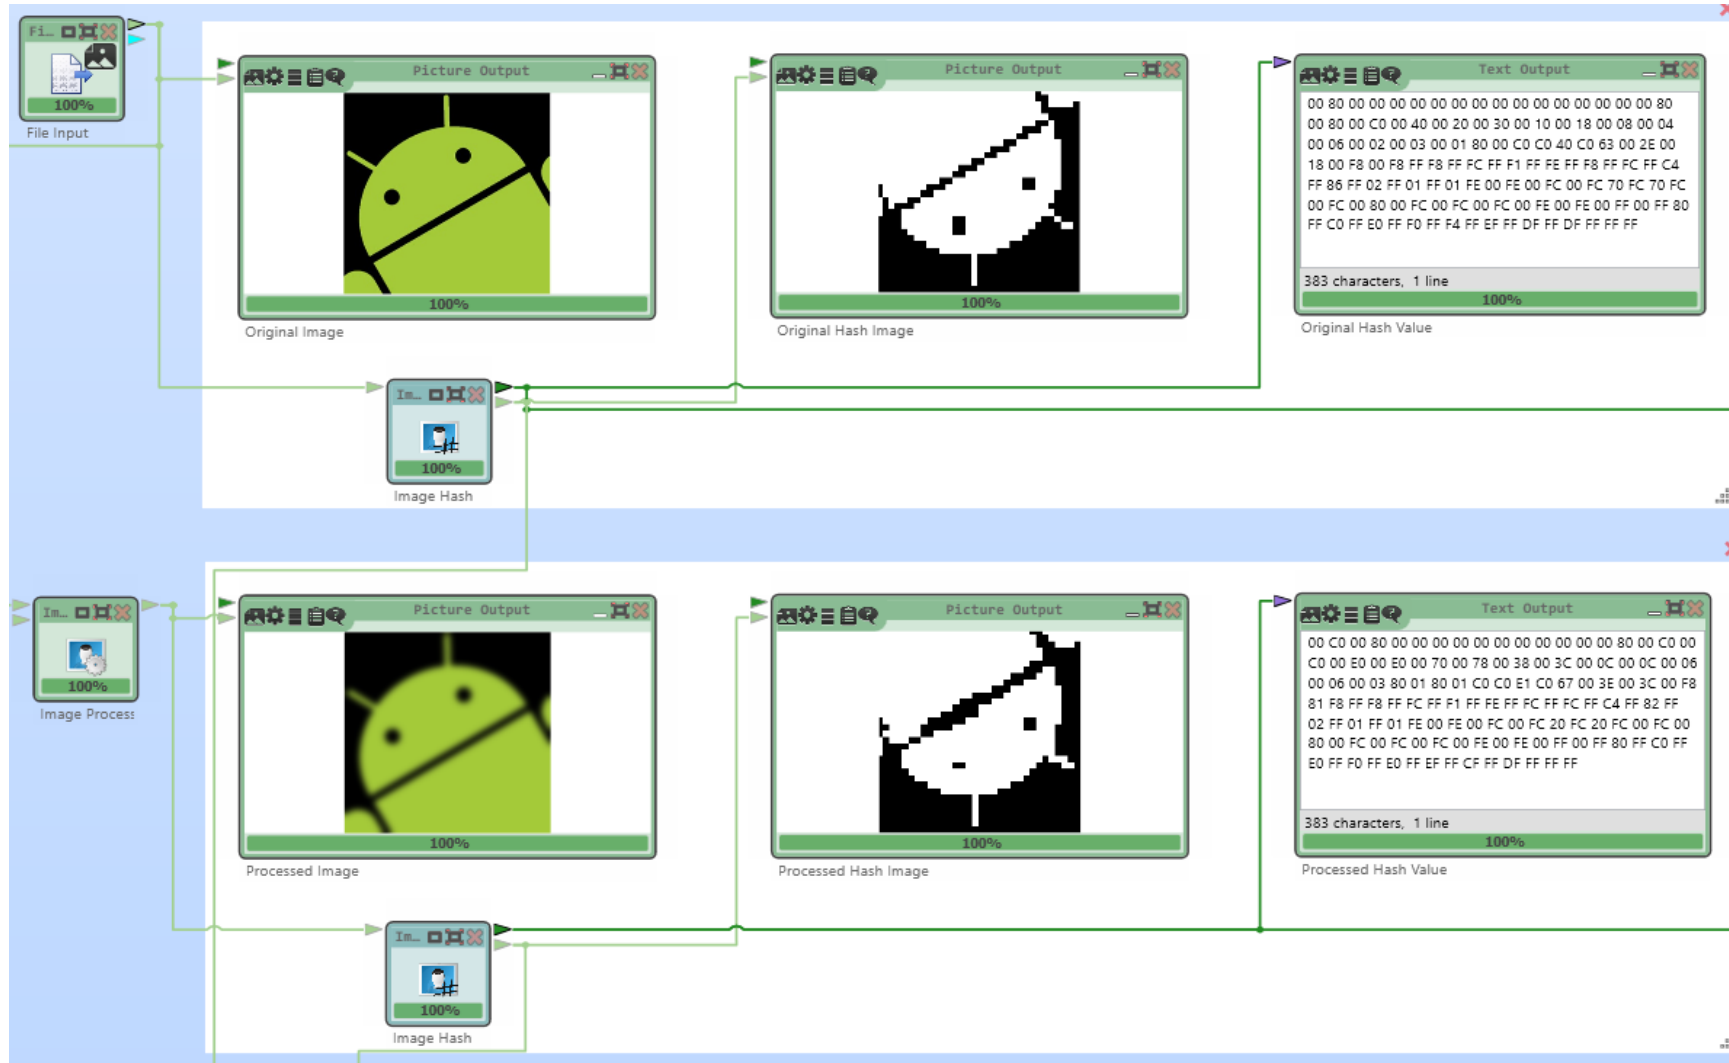 Fi...
100%
File Input
Picture Output
100%
Original Image
Picture Output
100%
Original Hash Image
Text Output
00 80 00 00 00 00 00 00 00 00 00 00 00 00 00 00 00 80
00 80 00 C0 00 40 00 20 00 30 00 10 00 18 00 08 00 04
00 06 00 02 00 03 00 01 80 00 C0 C0 40 C0 63 00 2E 00
18 00 F8 00 F8 FF F8 FF FC FF F1 FF FE FF F8 FF FC FF C4
FF 86 FF 02 FF 01 FF 01 FE 00 FE 00 FC 00 FC 70 FC 70 FC
00 FC 00 80 00 FC 00 FC 00 FC 00 FE 00 FE 00 FF 00 FF 80
FF C0 FF E0 FF F0 FF F4 FF EF FF DF FF DF FF FF FF
383 characters, 1 line
100%
Original Hash Value
Im...
100%
Image Hash
Im...
100%
Image Process
Picture Output
100%
Processed Image
Picture Output
100%
Processed Hash Image
Text Output
00 C0 00 80 00 00 00 00 00 00 00 00 00 00 00 80 00 C0 00
C0 00 E0 00 E0 00 70 00 78 00 38 00 3C 00 0C 00 0C 00 06
00 06 00 03 80 01 80 01 C0 C0 E1 C0 67 00 3E 00 3C 00 F8
81 F8 FF F8 FF FC FF F1 FF FE FF FC FF FC FF C4 FF 82 FF
02 FF 01 FF 01 FE 00 FE 00 FC 00 FC 20 FC 20 FC 00 FC 00
80 00 FC 00 FC 00 FC 00 FE 00 FE 00 FF 00 FF 80 FF C0 FF
E0 FF F0 FF E0 FF EF FF CF FF DF FF FF FF
383 characters, 1 line
100%
Processed Hash Value
Im...
100%
Image Hash